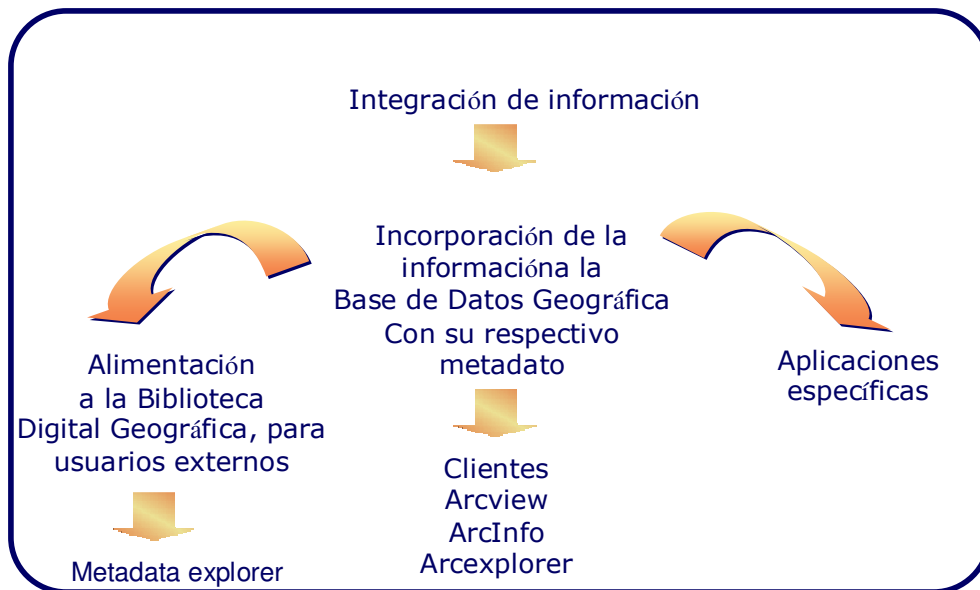 Integración de información
Incorporación de la
informacióna la
Base de Datos Geográfica
Con su respectivo
metadato
Alimentación
a la Biblioteca
Digital Geográfica, para
usuarios externos
Aplicaciones
específicas
Clientes
Arcview
ArcInfo
Arcexplorer
Metadata explorer